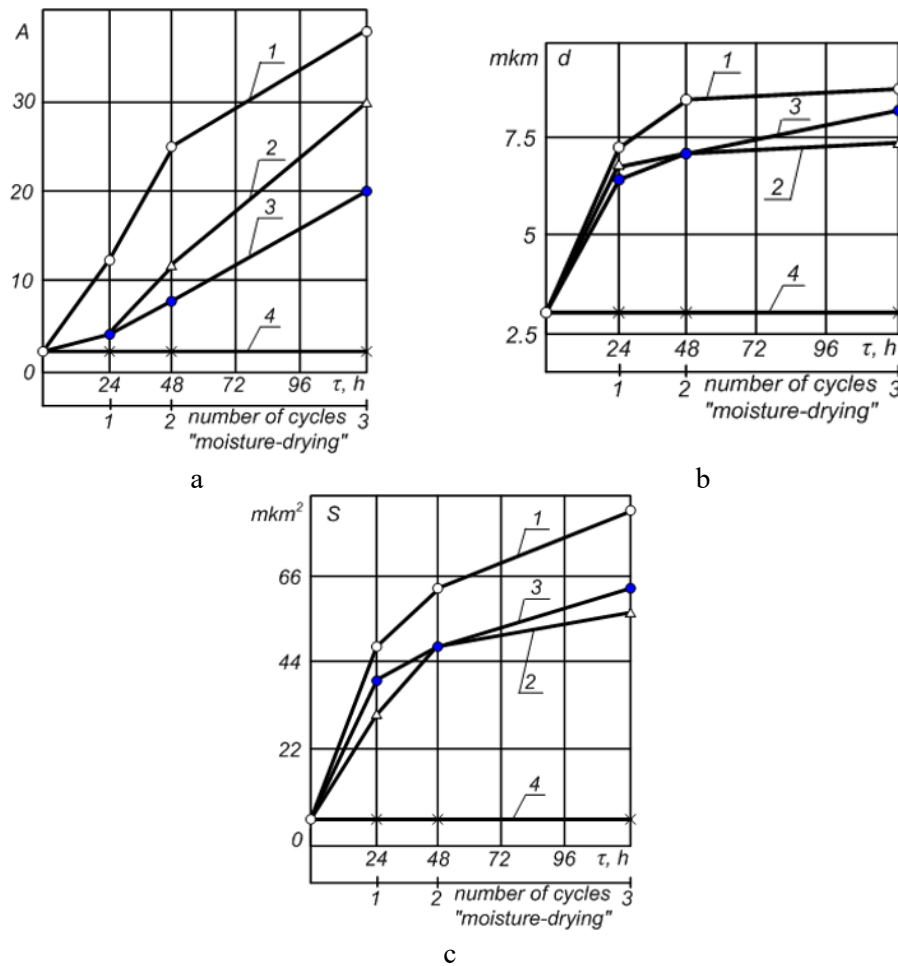 A
30
20
10
0
1
2
3
4
24 48 72 96 τ, h
1 2 number of cycles 3
"moisture-drying"
a
mkm d
7.5
5
2.5
1
3
2
4
24 48 72 96 τ, h
1 2 number of cycles 3
"moisture-drying"
b
mkm² S
66
44
22
0
1
3
2
4
24 48 72 96 τ, h
1 2 number of cycles 3
"moisture-drying"
c